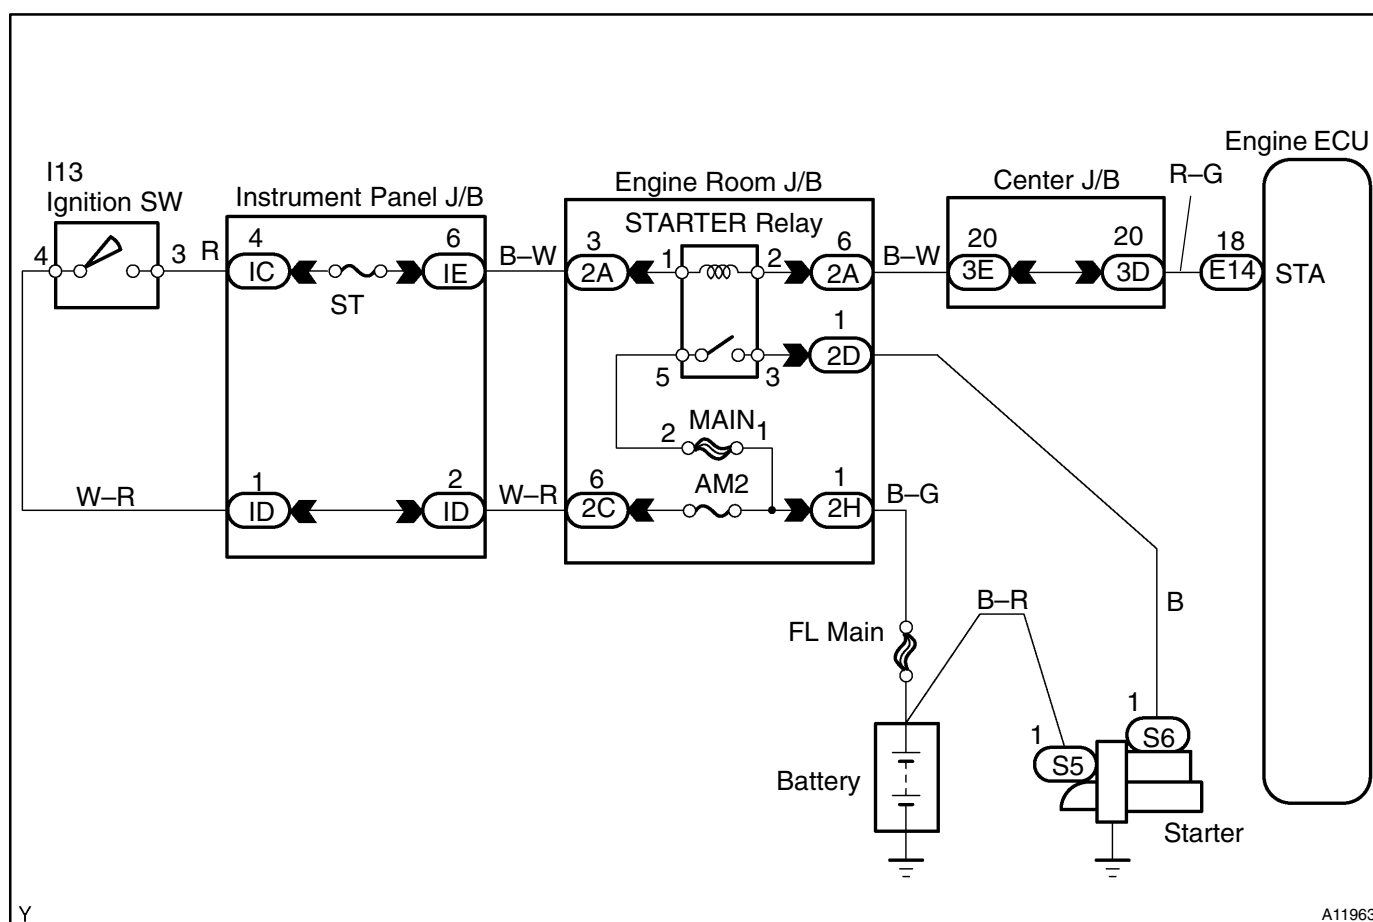 Engine ECU
I13
Ignition SW
Instrument Panel J/B
Engine Room J/B
Center J/B
R–G
STARTER Relay
4
3
R
4
IC
ST
6
IE
B–W
3
2A
1
2
6
2A
B–W
20
3E
20
3D
18
E14
STA
5
3
1
2D
2
MAIN
1
W–R
1
ID
2
ID
W–R
6
2C
AM2
1
2H
B–G
FL Main
B–R
B
Battery
1
S5
1
S6
Starter
Y
A11963